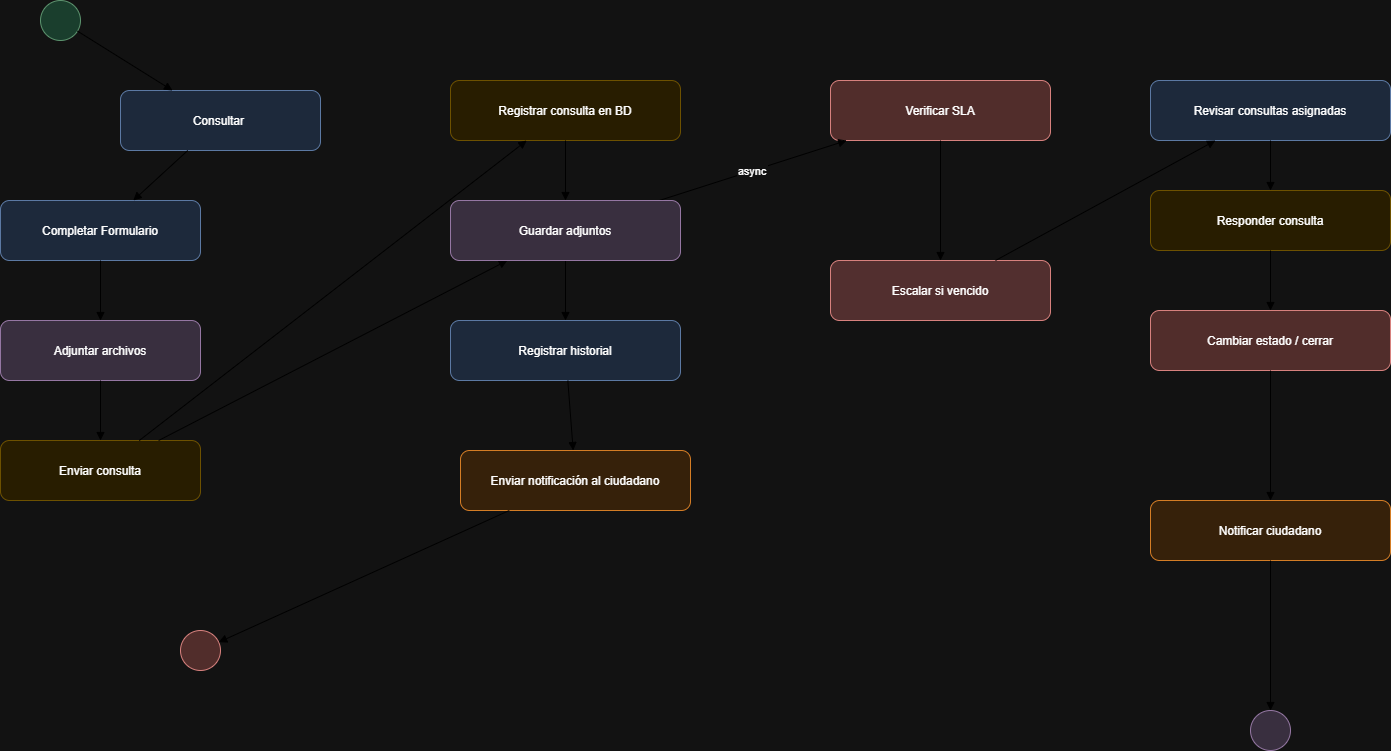 Consultar
Completar Formulario
Adjuntar archivos
Enviar consulta
Registrar consulta en BD
Guardar adjuntos
Registrar historial
Enviar notificación al ciudadano
async
Verificar SLA
Escalar si vencido
Revisar consultas asignadas
Responder consulta
Cambiar estado / cerrar
Notificar ciudadano